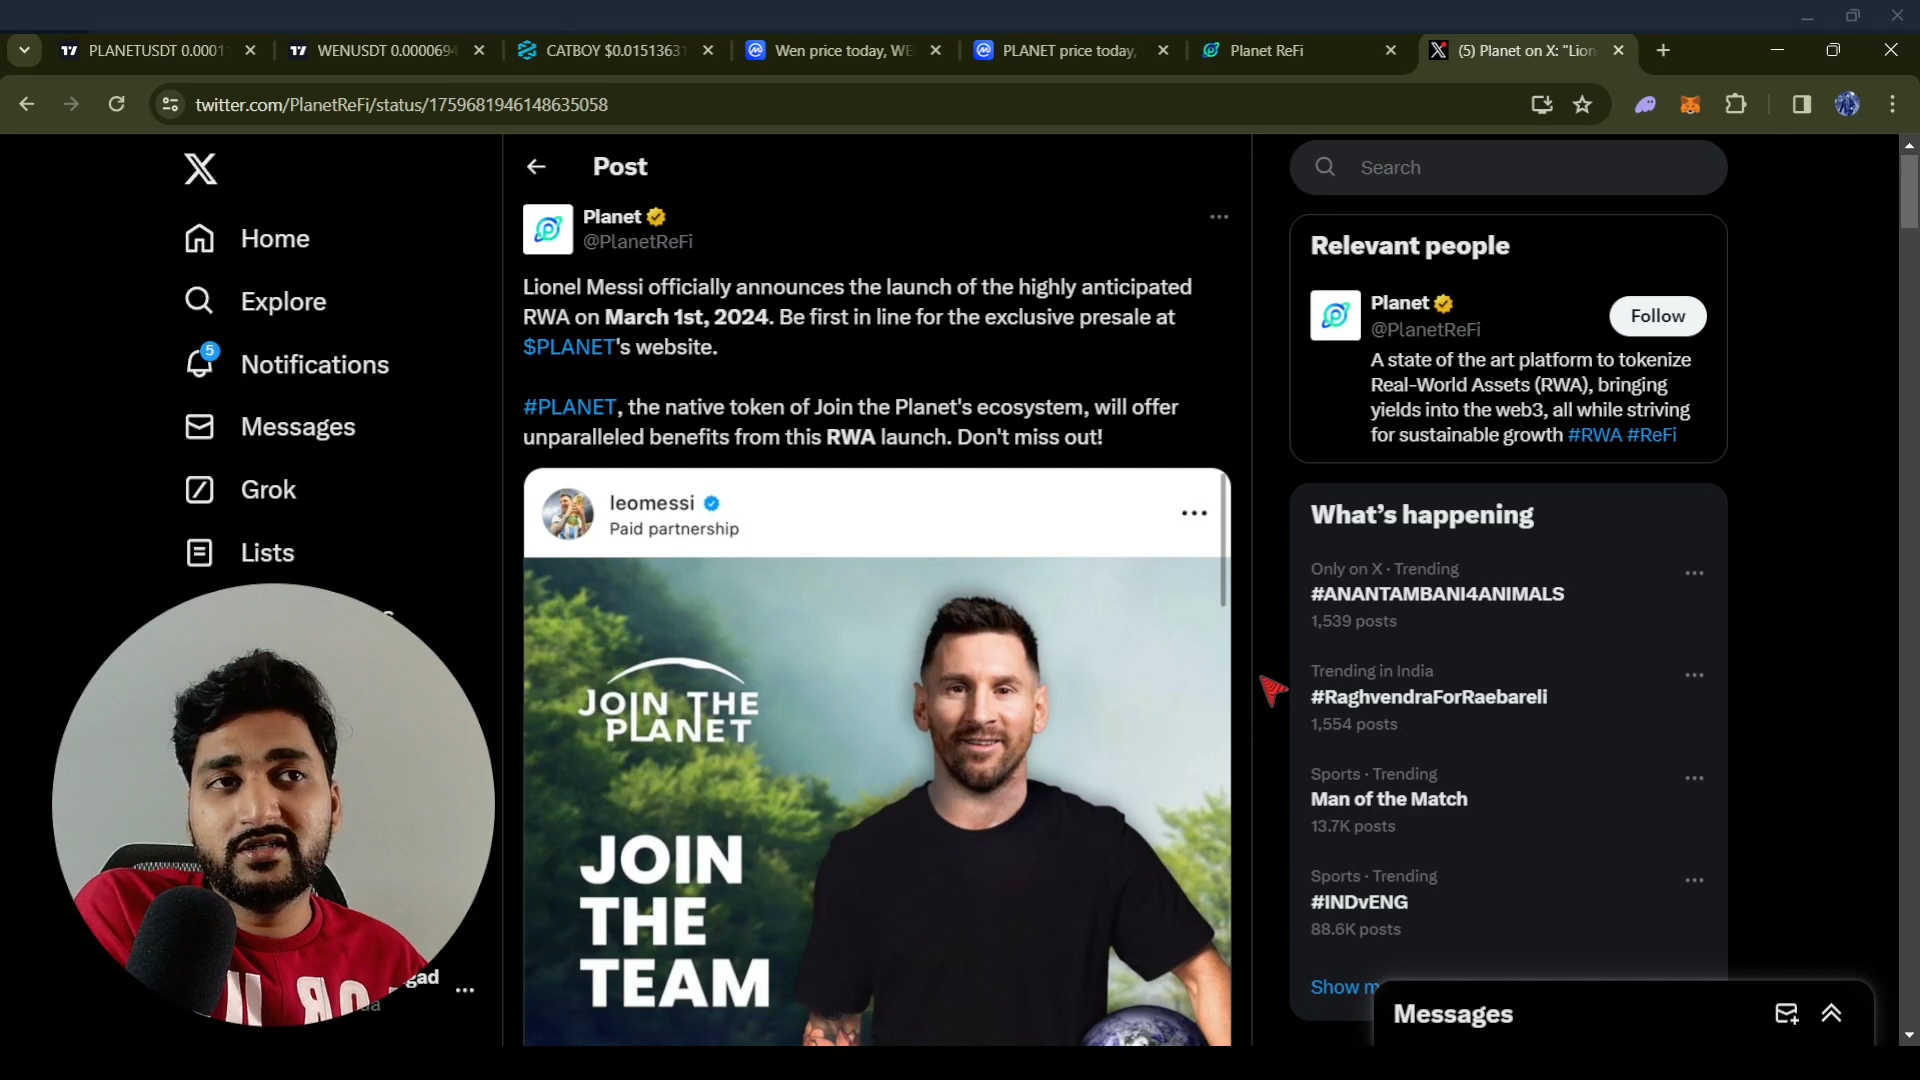 PLANETUSDT 0.0001
WENUSDT 0.0000694
CATBOY $0.01513631
Wen price today, WE
PLANET price today,
Planet ReFi
(5) Planet on X: "Lion
twitter.com/PlanetReFi/status/1759681946148635058
Home
Explore
5
Notifications
Messages
Grok
Lists
gad
Post
Planet
@PlanetReFi
Lionel Messi officially announces the launch of the highly anticipated
RWA on March 1st, 2024. Be first in line for the exclusive presale at
$PLANET's website.
#PLANET, the native token of Join the Planet's ecosystem, will offer
unparalleled benefits from this RWA launch. Don't miss out!
leomessi
Paid partnership
JOIN THE
PLANET
JOIN
THE
TEAM
Search
Relevant people
Planet
@PlanetReFi
Follow
A state of the art platform to tokenize
Real-World Assets (RWA), bringing
yields into the web3, all while striving
for sustainable growth #RWA #ReFi
What's happening
Only on X · Trending
#ANANTAMBANI4ANIMALS
1,539 posts
Trending in India
#RaghvendraForRaebareli
1,554 posts
Sports · Trending
Man of the Match
13.7K posts
Sports · Trending
#INDvENG
88.6K posts
Show m
Messages